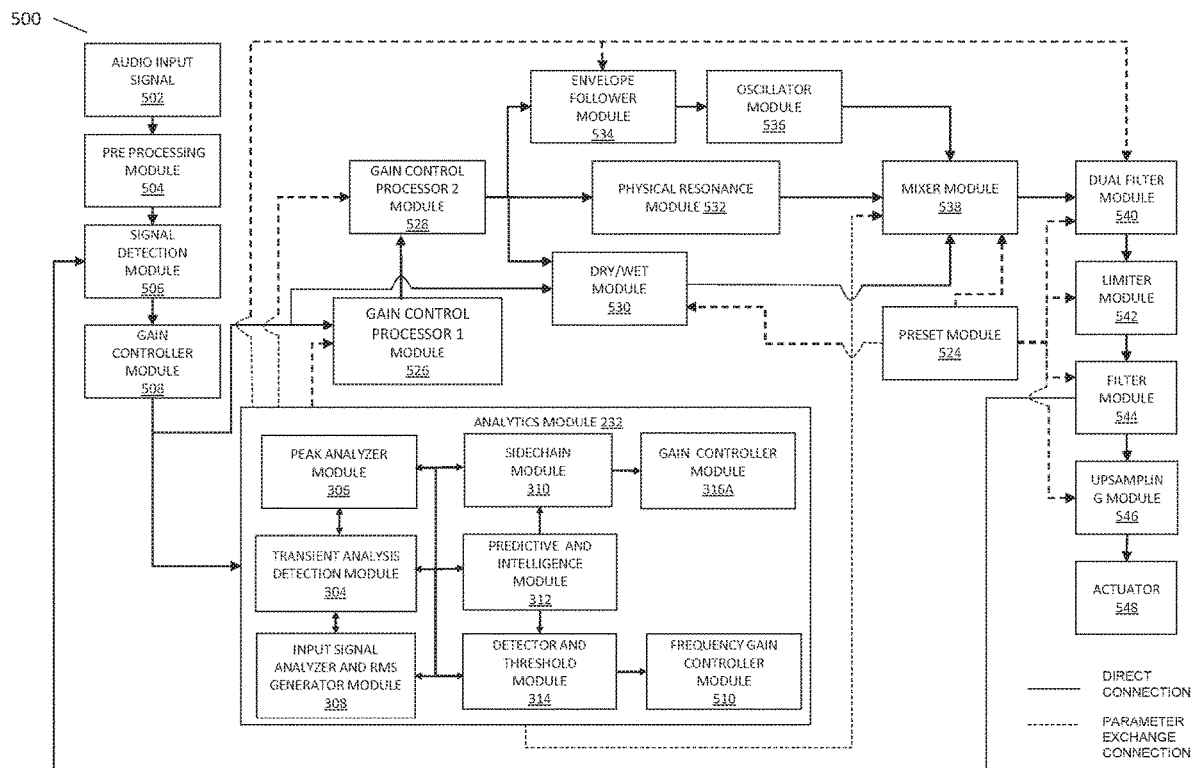 500
AUDIO INPUT
SIGNAL
502
PRE PROCESSING
MODULE
504
SIGNAL
DETECTION
MODULE
506
GAIN
CONTROLLER
MODULE
508
GAIN CONTROL
PROCESSOR 2
MODULE
528
GAIN CONTROL
PROCESSOR 1
MODULE
526
ENVELOPE
FOLLOWER
MODULE
534
OSCILLATOR
MODULE
536
PHYSICAL RESONANCE
MODULE 532
DRY/WET
MODULE
530
MIXER MODULE
538
PRESET MODULE
524
DUAL FILTER
MODULE
540
LIMITER
MODULE
542
FILTER
MODULE
544
UPSAMPLIN
G MODULE
546
ACTUATOR
548
ANALYTICS MODULE 232
PEAK ANALYZER
MODULE
306
SIDECHAIN
MODULE
310
GAIN CONTROLLER
MODULE
316A
TRANSIENT ANALYSIS
DETECTION MODULE
304
PREDICTIVE AND
INTELLIGENCE
MODULE
312
INPUT SIGNAL
ANALYZER AND RMS
GENERATOR MODULE
308
DETECTOR AND
THRESHOLD
MODULE
314
FREQUENCY GAIN
CONTROLLER
MODULE
510
DIRECT
CONNECTION
PARAMETER
EXCHANGE
CONNECTION